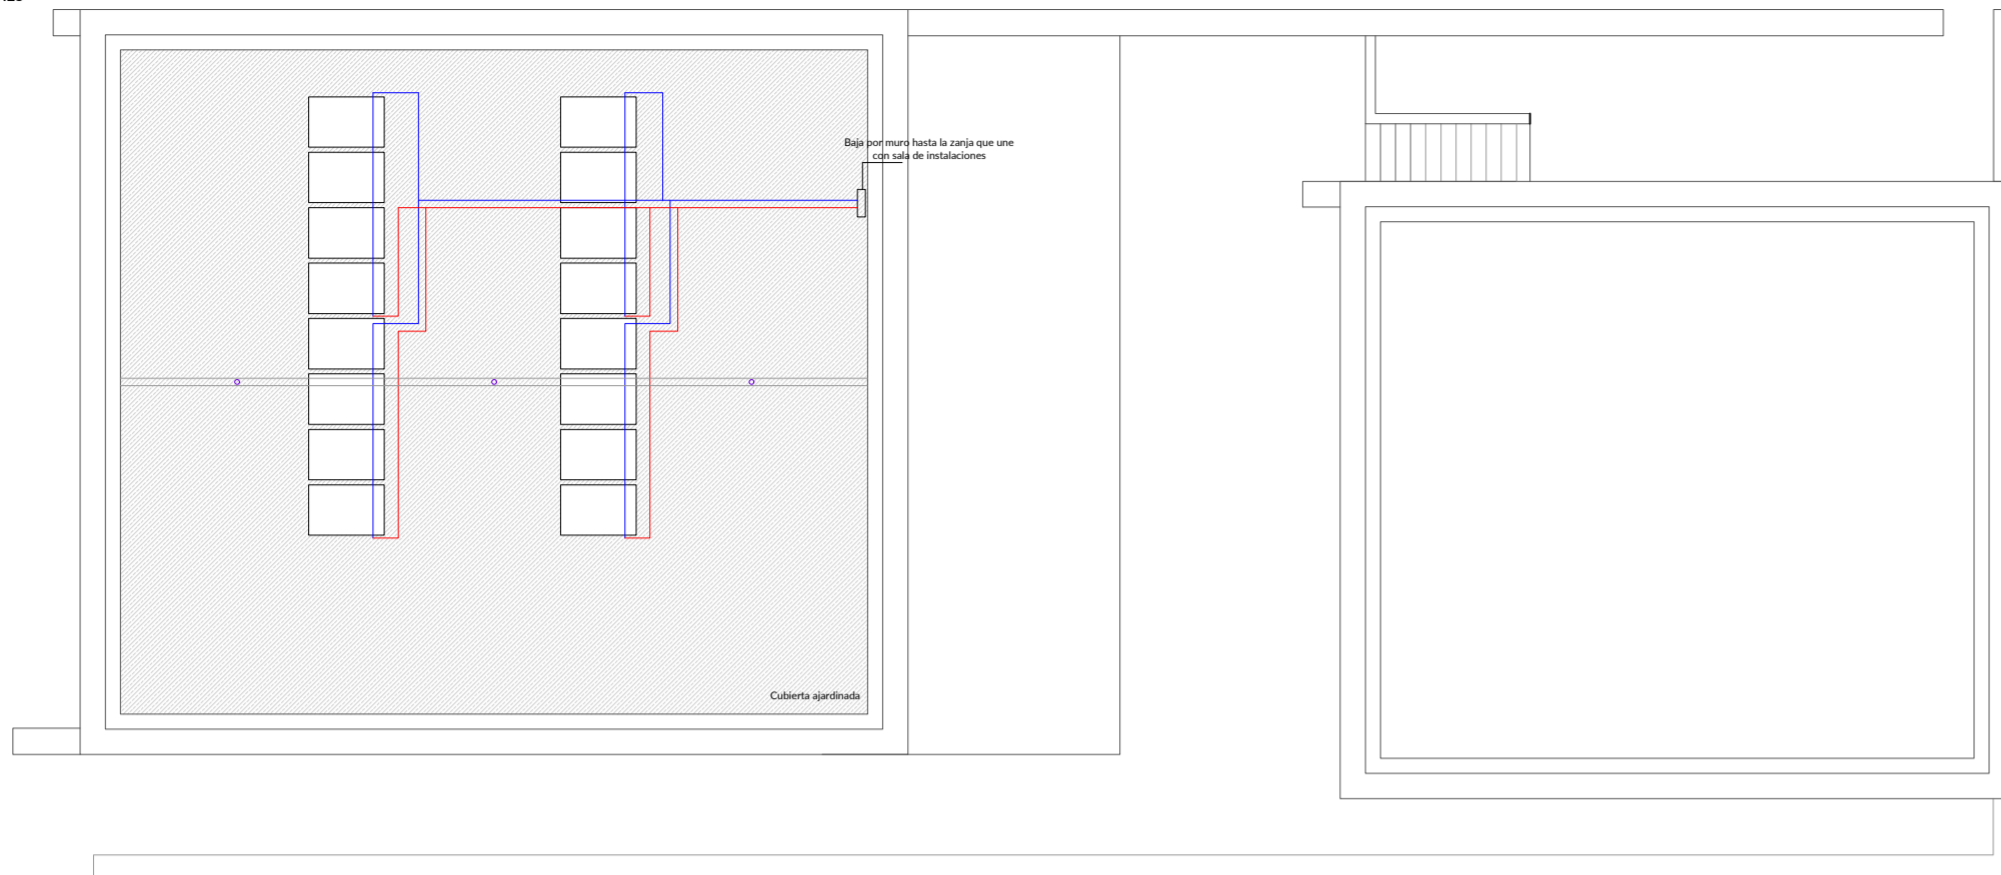 Baja por muro hasta la zanja que une
con sala de instalaciones
Cubierta ajardinada